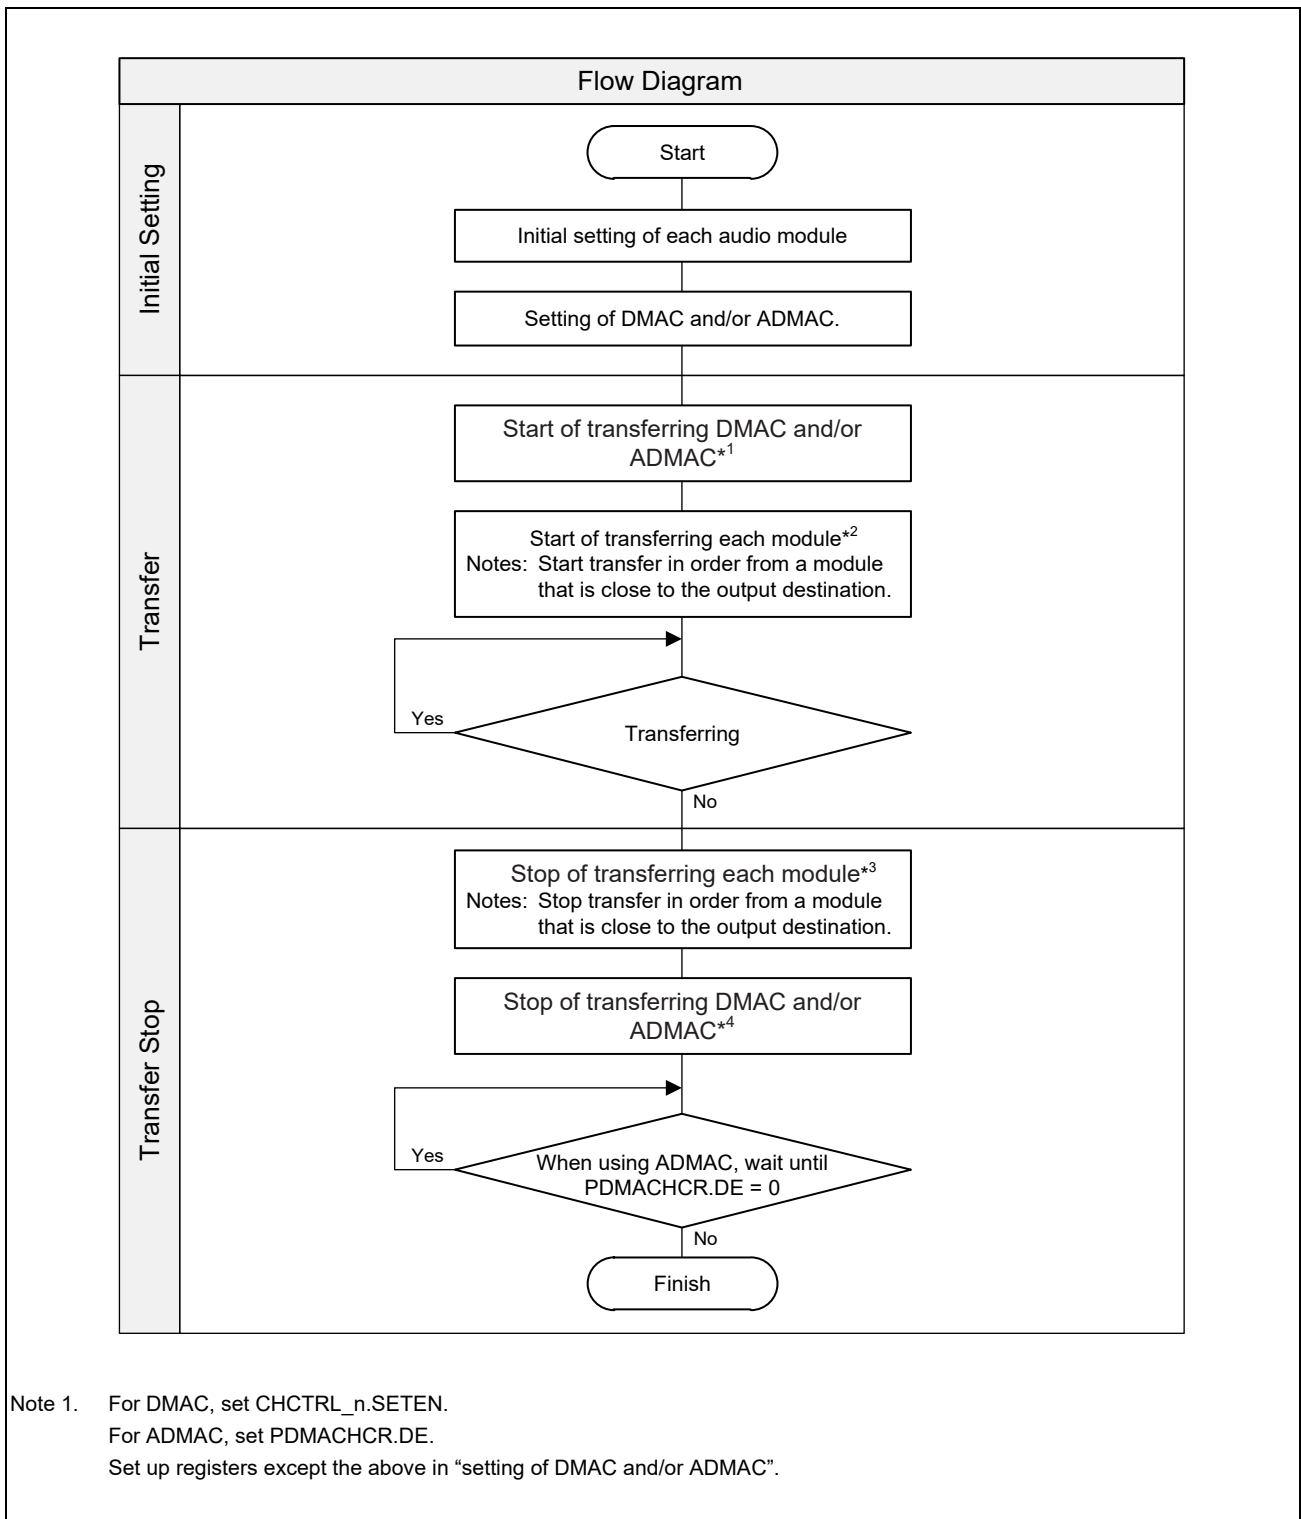 Flow Diagram
Initial Setting
Start
Initial setting of each audio module
Setting of DMAC and/or ADMAC.
Transfer
Start of transferring DMAC and/or
ADMAC*1
Start of transferring each module*2
Notes: Start transfer in order from a module
that is close to the output destination.
Yes
Transferring
No
Transfer Stop
Stop of transferring each module*3
Notes: Stop transfer in order from a module
that is close to the output destination.
Stop of transferring DMAC and/or
ADMAC*4
Yes
When using ADMAC, wait until
PDMACHCR.DE = 0
No
Finish
Note 1. For DMAC, set CHCTRL_n.SETEN.
For ADMAC, set PDMACHCR.DE.
Set up registers except the above in “setting of DMAC and/or ADMAC”.